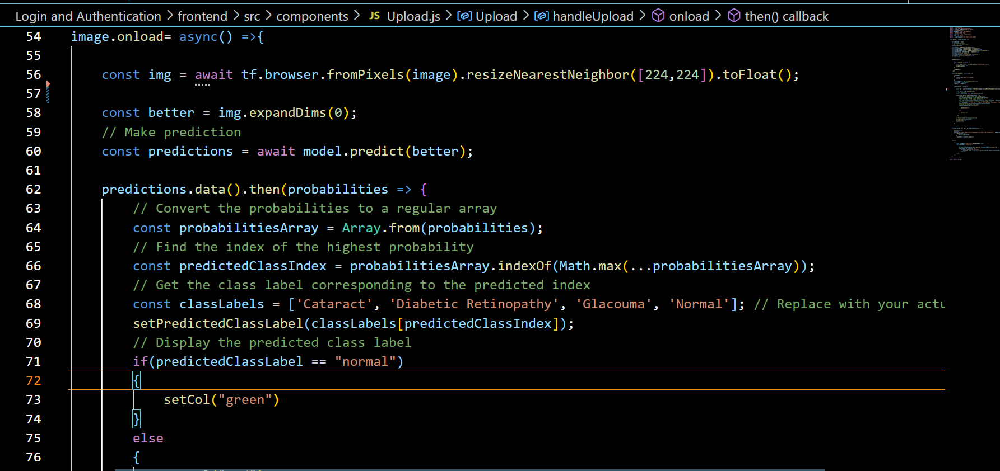 Login and Authentication > frontend > src > components > JS Upload.js > Upload > handleUpload > onload > then() callback
54 image.onload= async() =>{
55
56 const img = await tf.browser.fromPixels(image).resizeNearestNeighbor([224,224]).toFloat();
57
58 const better = img.expandDims(0);
59 // Make prediction
60 const predictions = await model.predict(better);
61
62 predictions.data().then(probabilities => {
63 // Convert the probabilities to a regular array
64 const probabilitiesArray = Array.from(probabilities);
65 // Find the index of the highest probability
66 const predictedClassIndex = probabilitiesArray.indexOf(Math.max(...probabilitiesArray));
67 // Get the class label corresponding to the predicted index
68 const classLabels = ['Cataract', 'Diabetic Retinopathy', 'Glacouma', 'Normal']; // Replace with your actu
69 setPredictedClassLabel(classLabels[predictedClassIndex]);
70 // Display the predicted class label
71 if(predictedClassLabel == "normal")
72 {
73 setCol("green")
74 }
75 else
76 {